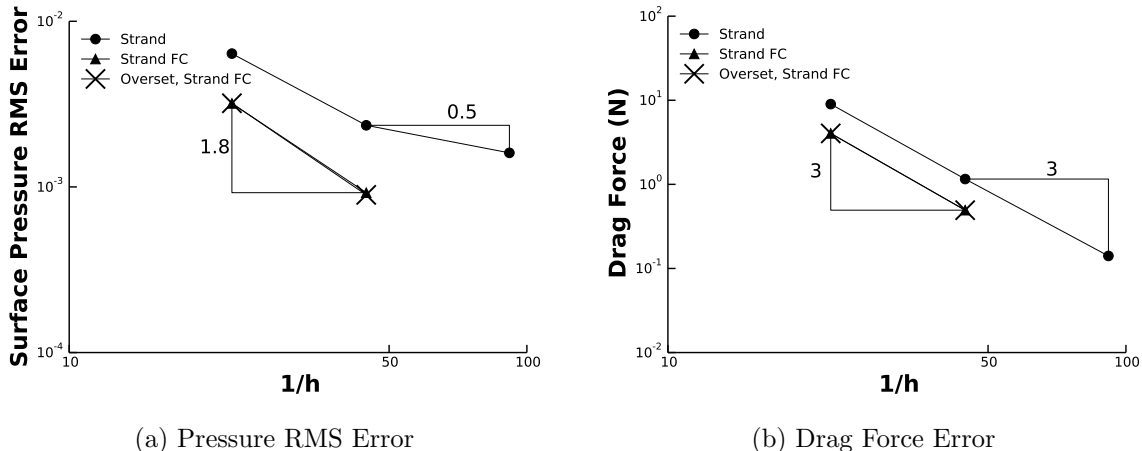 Surface Pressure RMS Error
10-2
10-3
10-4
Strand
Strand FC
Overset, Strand FC
0.5
1.8
10
50
100
1/h
(a) Pressure RMS Error
Drag Force (N)
102
101
100
10-1
10-2
Strand
Strand FC
Overset, Strand FC
3
3
10
50
100
1/h
(b) Drag Force Error